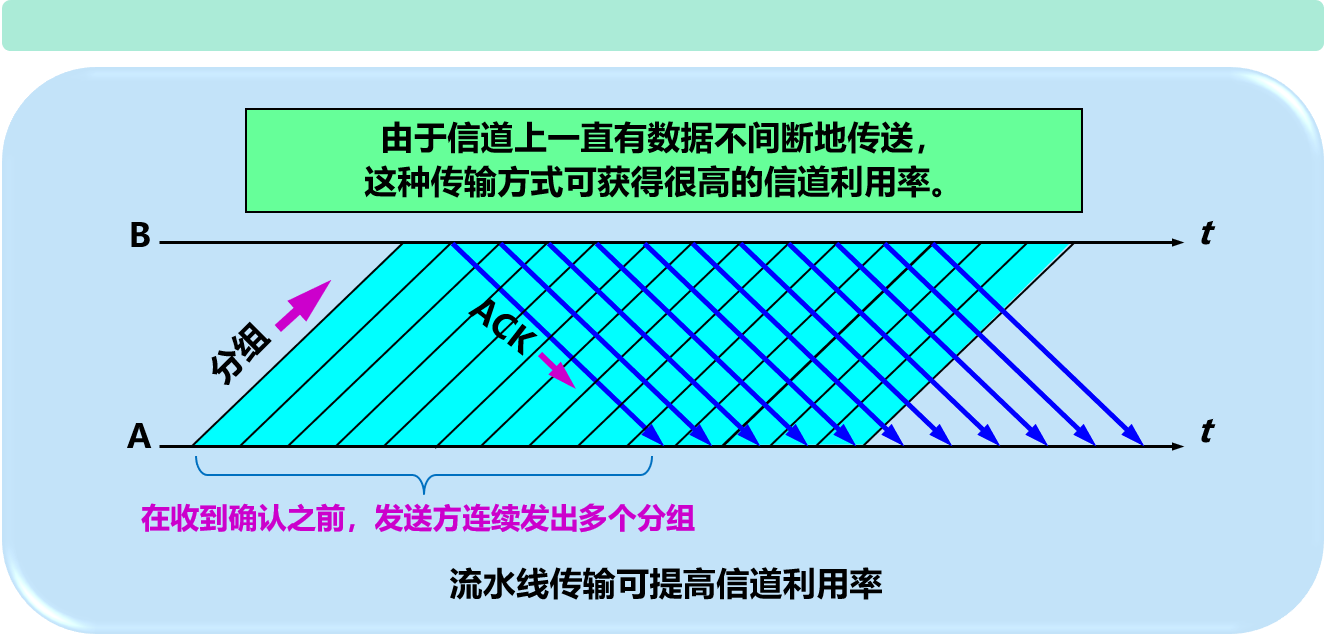 由于信道上一直有数据不间断地传送，
这种传输方式可获得很高的信道利用率。
B
t
分组
ACK
A
t
在收到确认之前，发送方连续发出多个分组
流水线传输可提高信道利用率